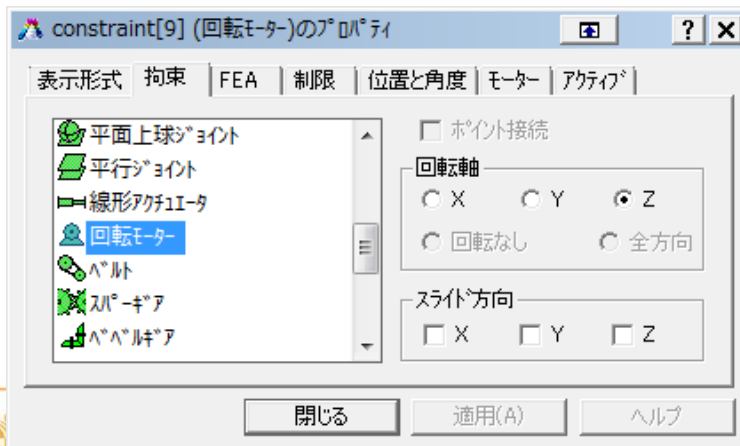 constraint[9] (回転ﾓｰﾀｰ)のﾌﾟﾛﾊﾟﾃｨ
表示形式 拘束 FEA 制限 位置と角度 ﾓｰﾀｰ ｱｸﾃｨﾌﾞ
平面上球ｼﾞｮｲﾝﾄ
平行ｼﾞｮｲﾝﾄ
線形ｱｸﾁｭｴｰﾀ
回転ﾓｰﾀｰ
ﾍﾞﾙﾄ
ｽﾊﾟｰｷﾞｱ
ﾍﾞﾍﾞﾙｷﾞｱ
ﾎﾟｲﾝﾄ接続
回転軸
X Y Z
回転なし 全方向
ｽﾗｲﾄﾞ方向
X Y Z
閉じる 適用(A) ヘルプ